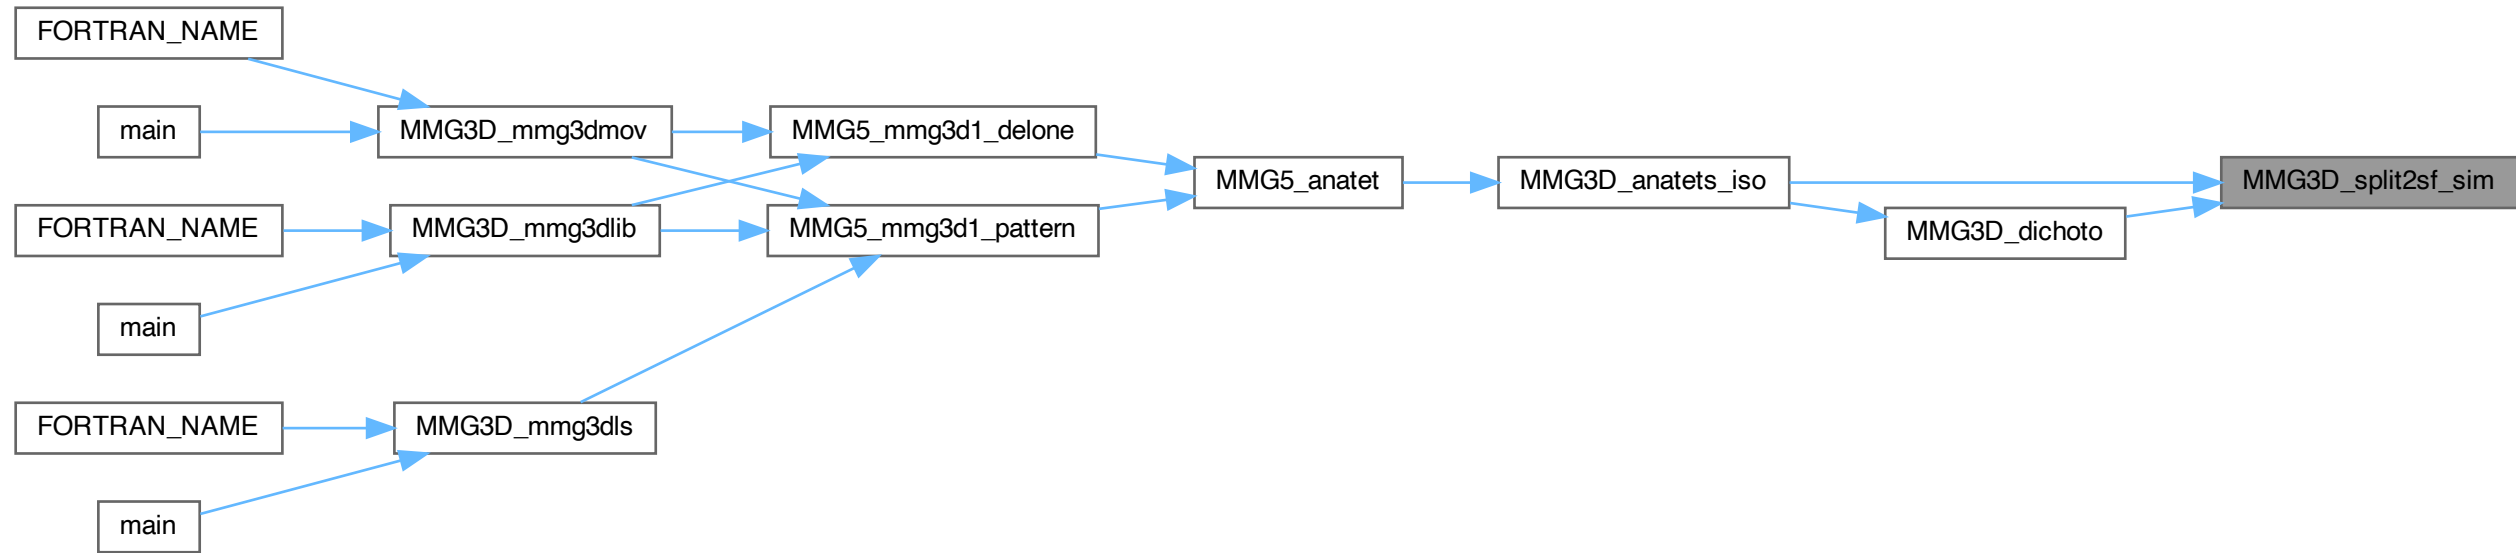 FORTRAN_NAME
main
MMG3D_mmg3dmov
MMG5_mmg3d1_delone
MMG5_anatet
MMG3D_anatets_iso
MMG3D_split2sf_sim
FORTRAN_NAME
MMG3D_mmg3dlib
MMG5_mmg3d1_pattern
MMG3D_dichoto
main
FORTRAN_NAME
MMG3D_mmg3dls
main